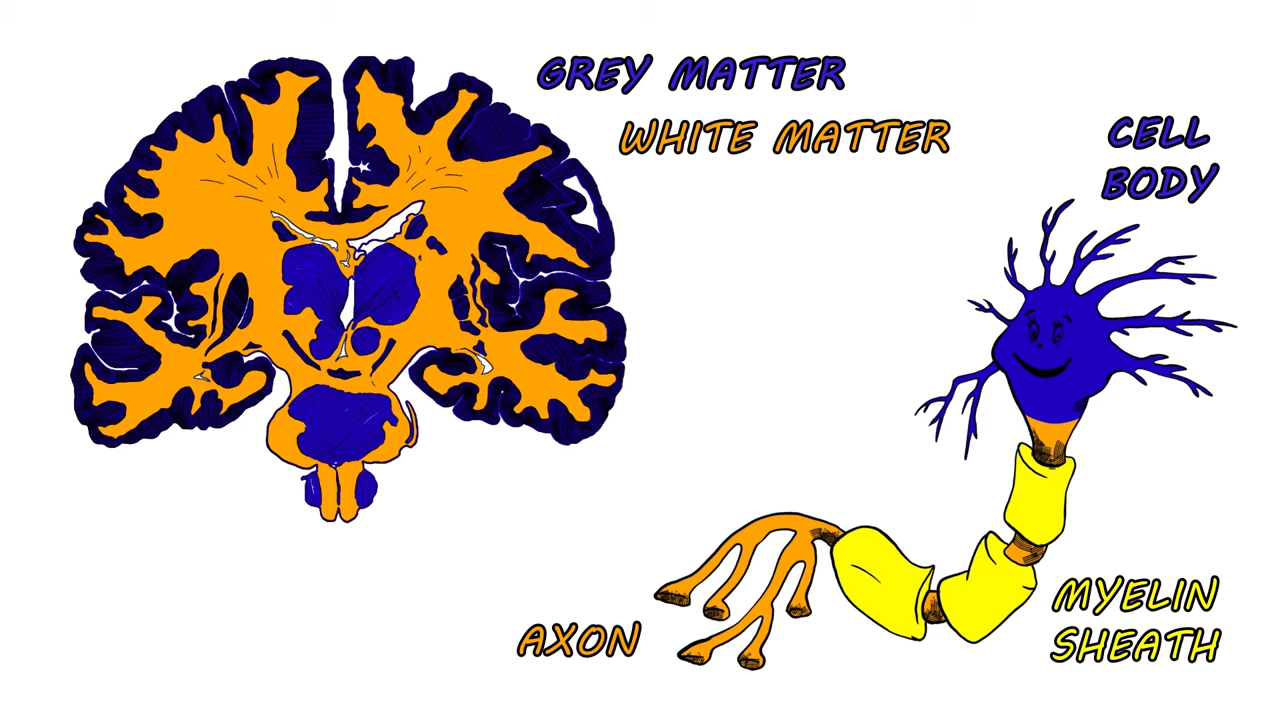 GREY MATTER
WHITE MATTER
CELL
BODY
MYELIN
SHEATH
AXON